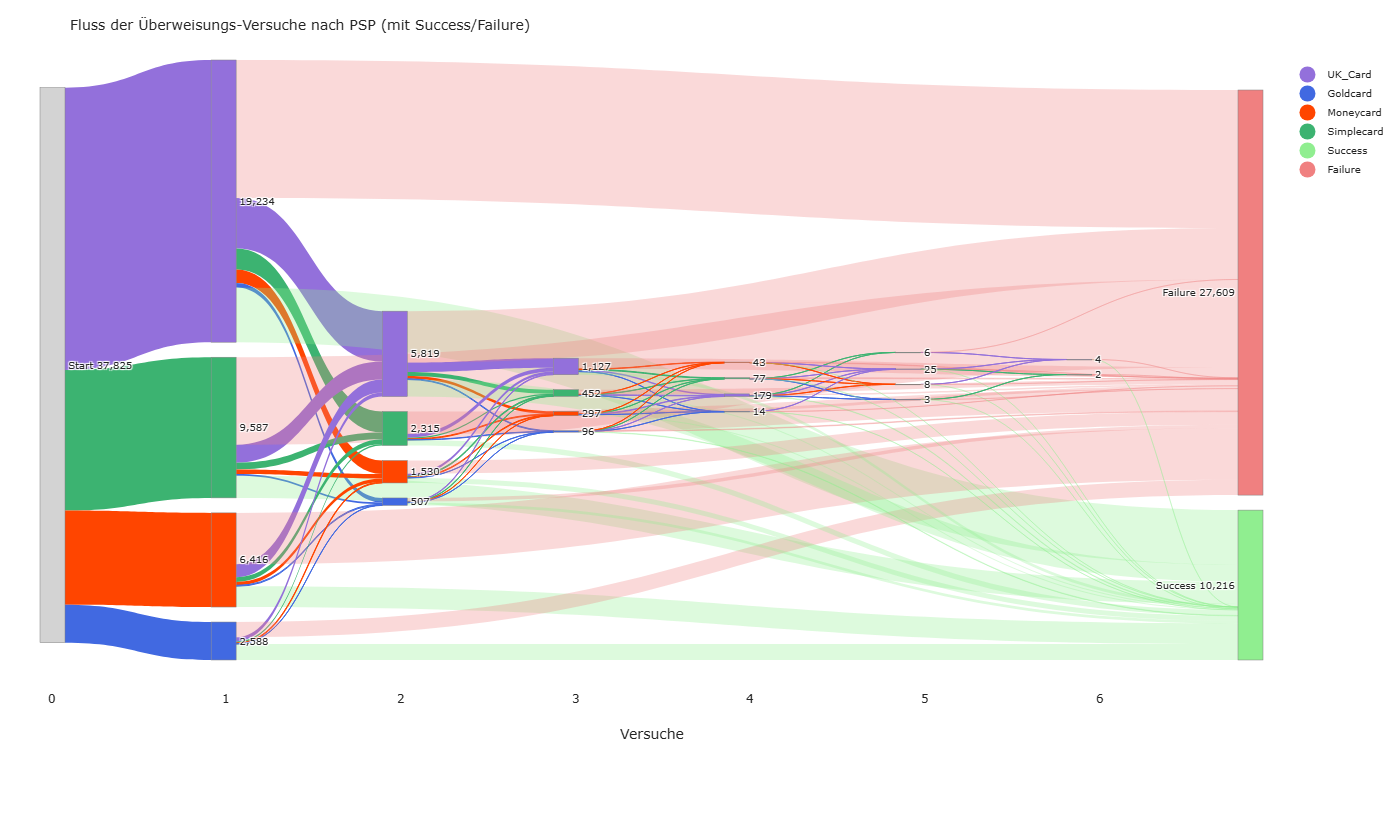 Fluss der Überweisungs-Versuche nach PSP (mit Success/Failure)
UK_Card
Goldcard
Moneycard
Simplecard
Success
Failure
Start 37,825
19,234
9,587
6,416
2,588
5,819
2,315
1,530
507
1,127
452
297
96
43
77
179
14
6
25
8
3
4
2
Failure 27,609
Success 10,216
0 1 2 3 4 5 6
Versuche